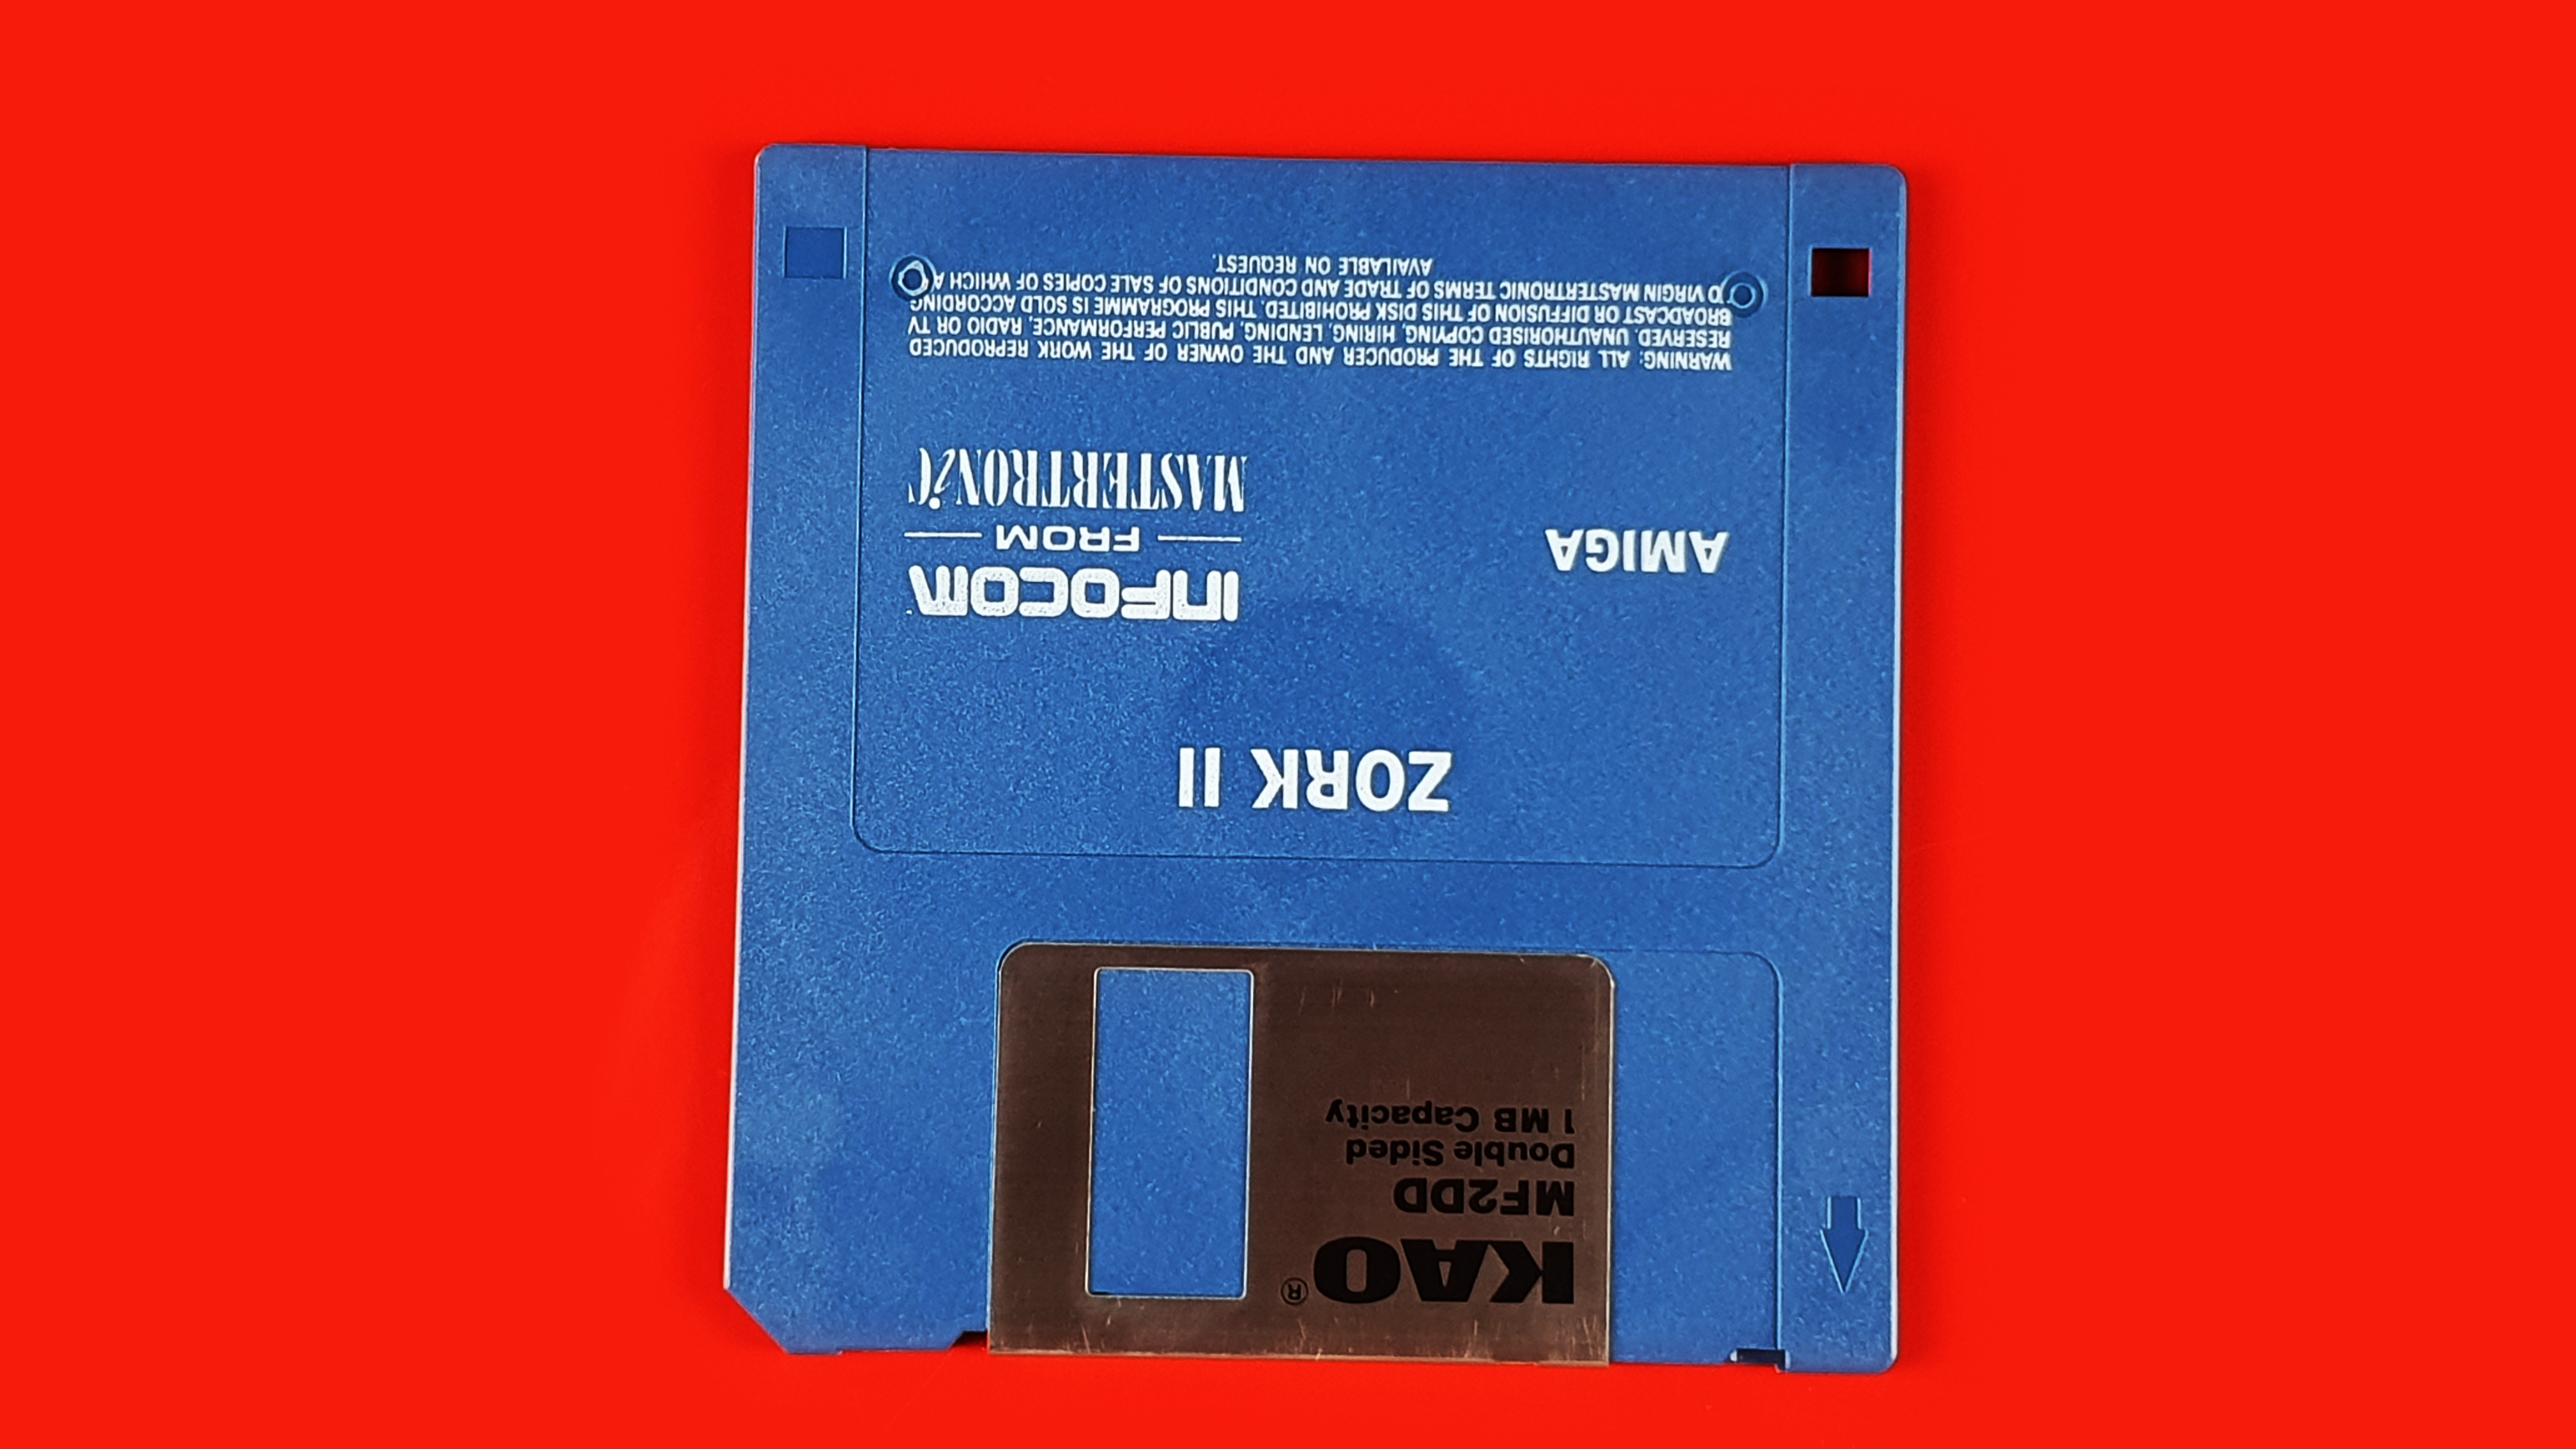 KAO®
MF2DD
Double Sided
1 MB Capacity
ZORK II
INFOCOM
FROM
MASTERTRONIC
AMIGA
WARNING: ALL RIGHTS OF THE PRODUCER AND THE OWNER OF THE WORK REPRODUCED
RESERVED. UNAUTHORISED COPYING, HIRING, LENDING, PUBLIC PERFORMANCE, RADIO OR TV
BROADCAST OR DIFFUSION OF THIS DISK PROHIBITED. THIS PROGRAMME IS SOLD ACCORDING
TO VIRGIN MASTERTRONIC TERMS OF TRADE AND CONDITIONS OF SALE COPIES OF WHICH
AVAILABLE ON REQUEST.